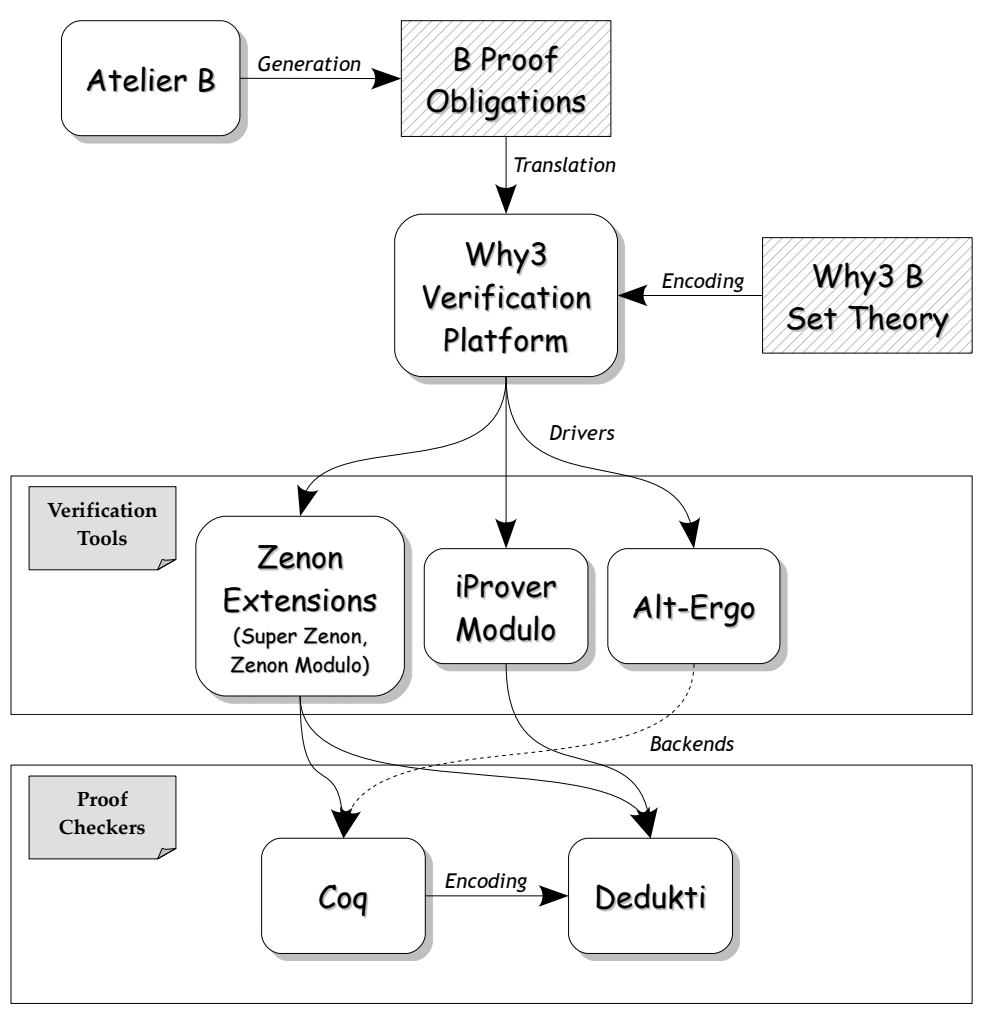 Atelier B
Generation
B Proof
Obligations
Translation
Why3
Verification
Platform
Encoding
Why3 B
Set Theory
Drivers
Verification
Tools
Zenon
Extensions
(Super Zenon,
Zenon Modulo)
iProver
Modulo
Alt-Ergo
Backends
Proof
Checkers
Coq
Encoding
Dedukti